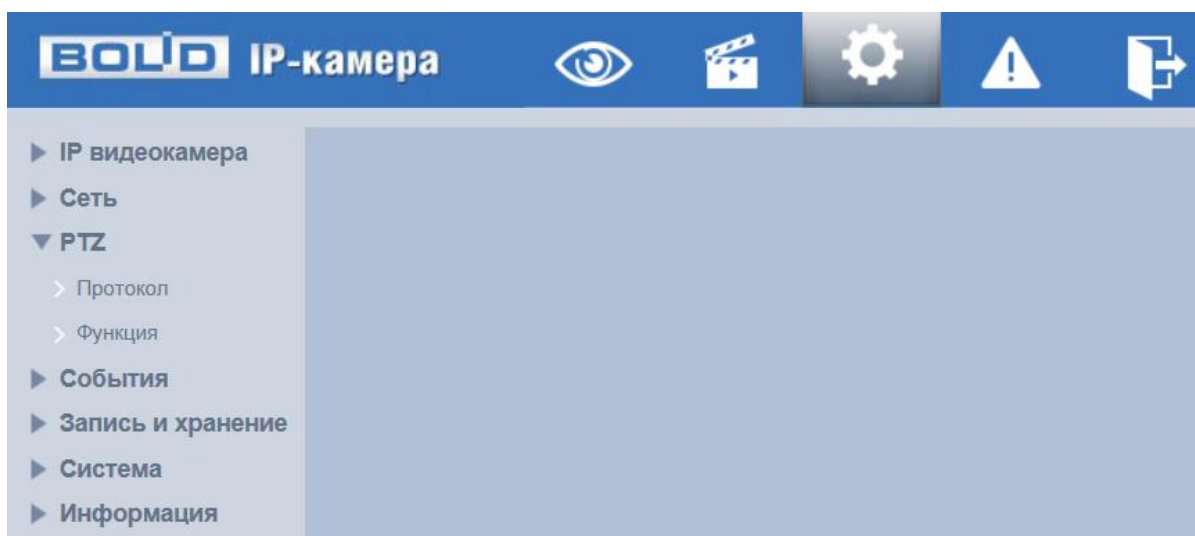 BOLID IP-камера
IP видеокамера
Сеть
PTZ
Протокол
Функция
События
Запись и хранение
Система
Информация